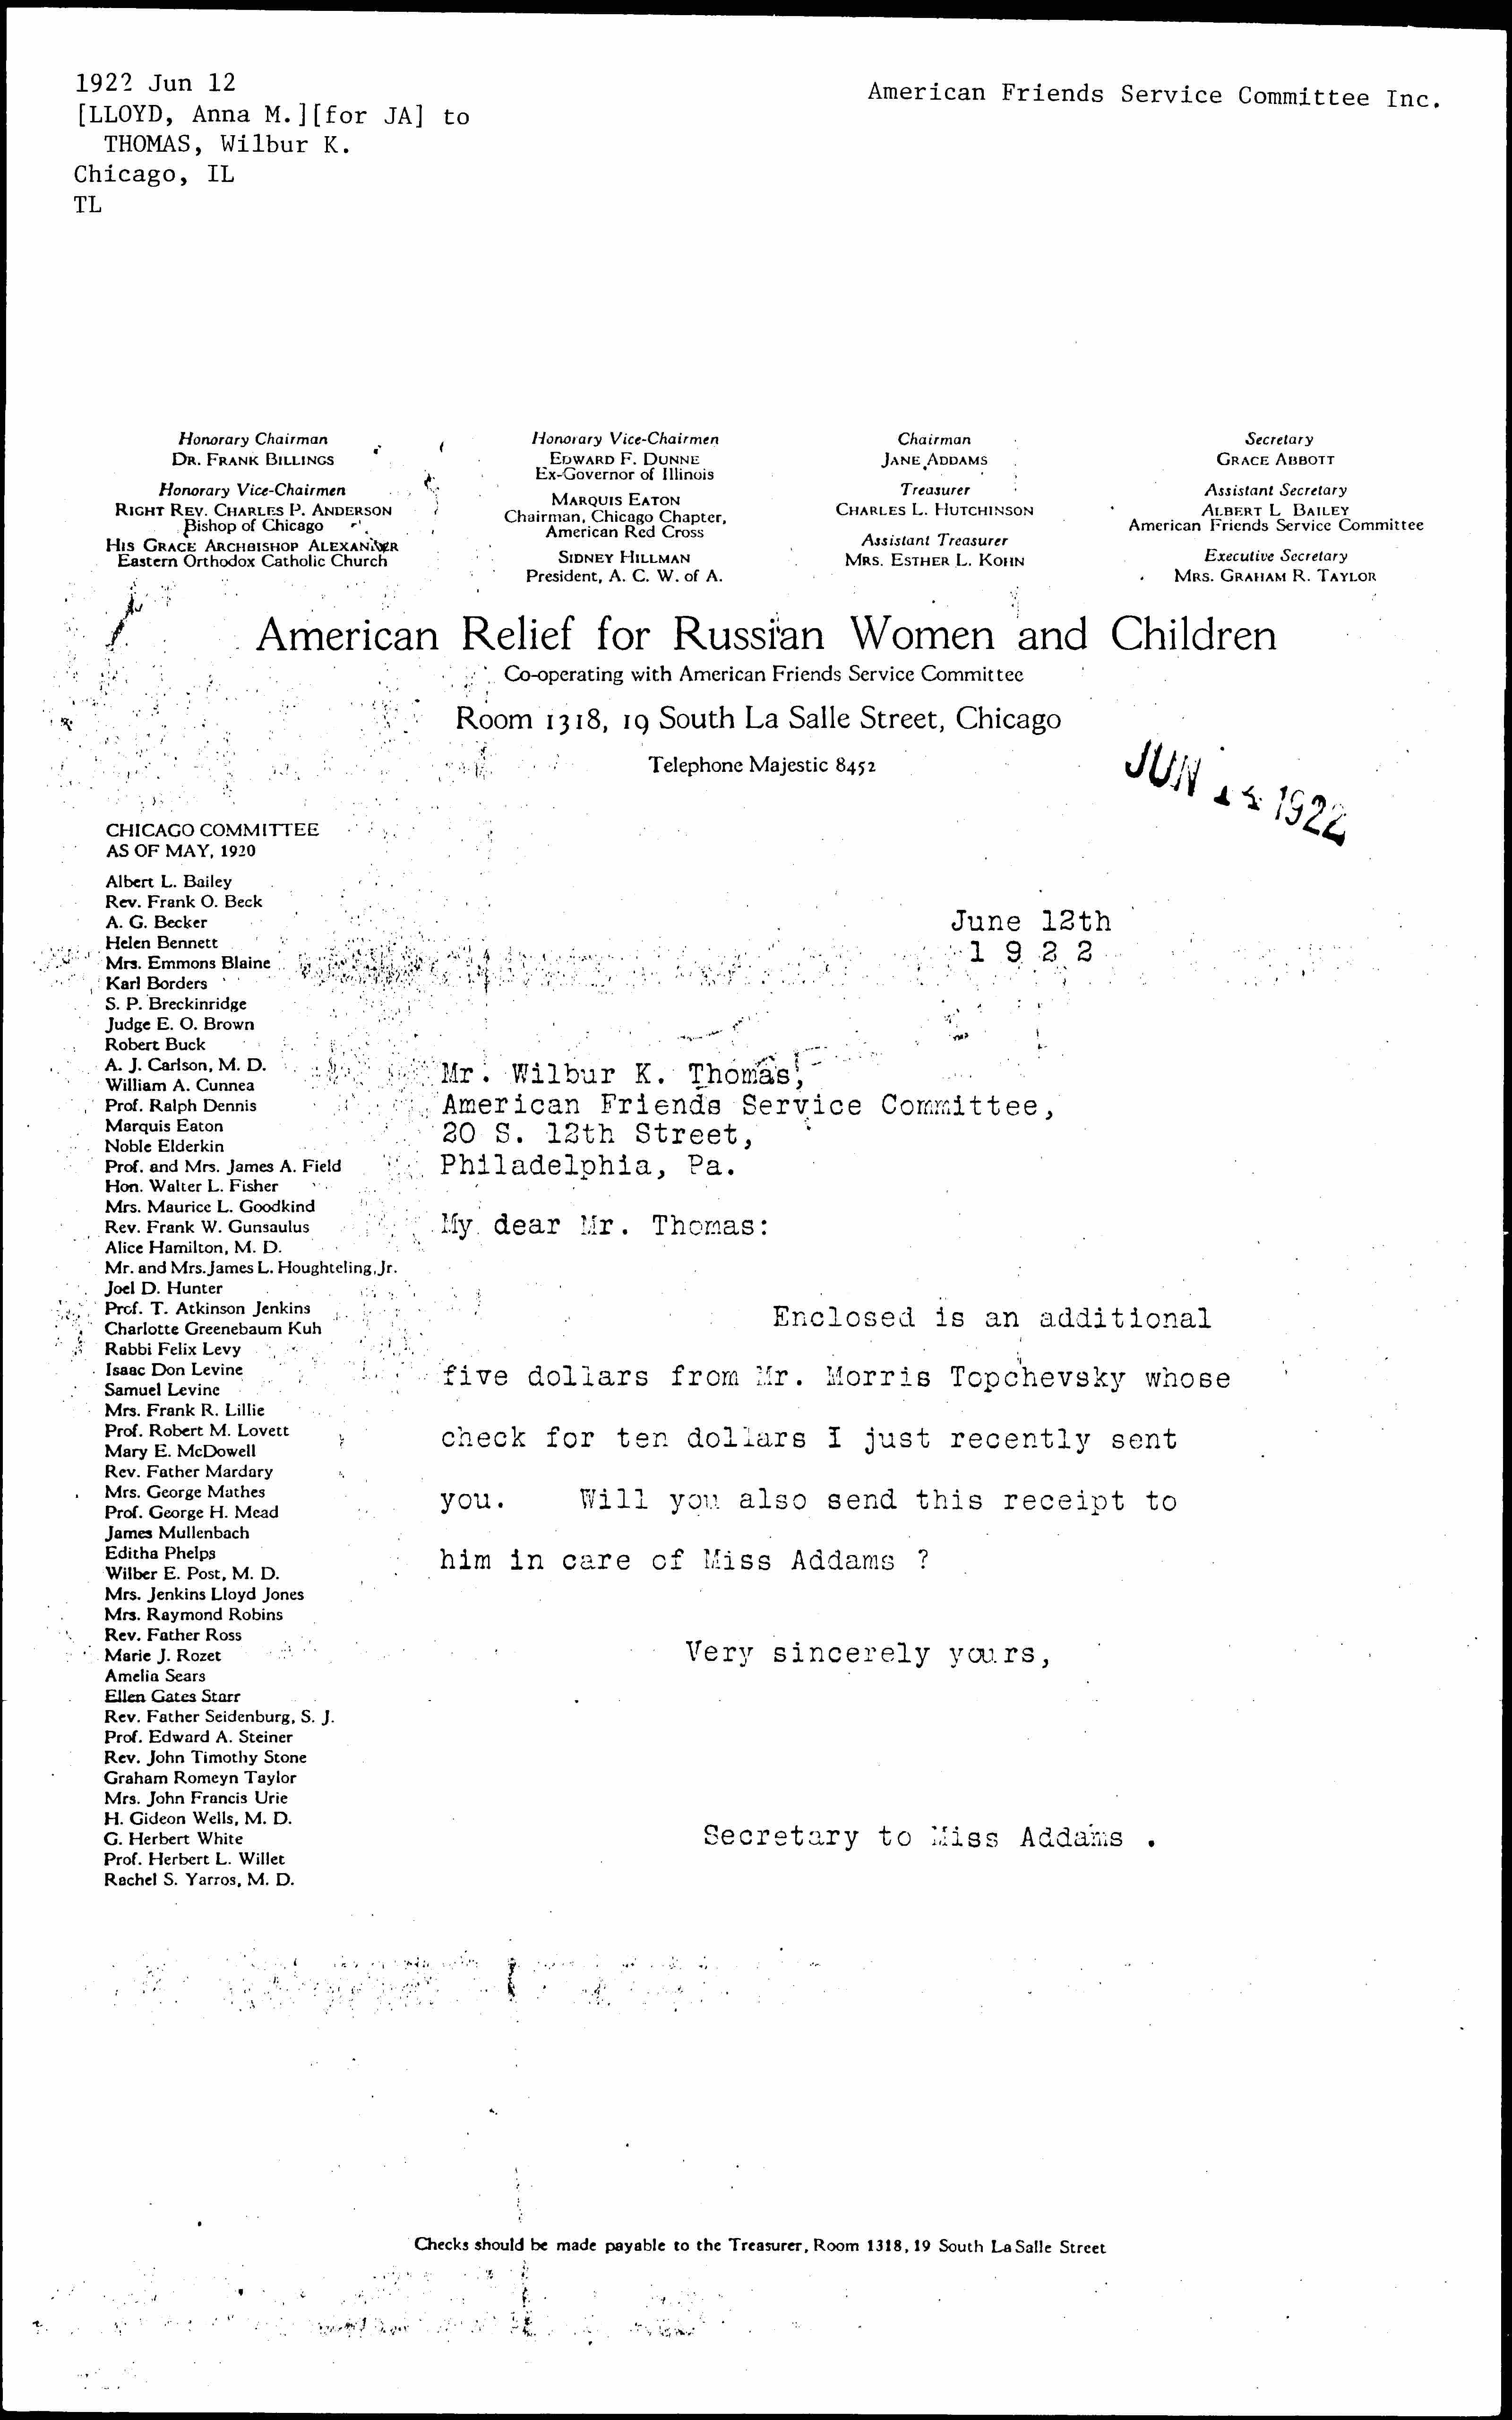 1922 Jun 12
[LLOYD, Anna M.][for JA] to
THOMAS, Wilbur K.
Chicago, IL
TL
American Friends Service Committee Inc.
Honorary Chairman
DR. FRANK BILLINGS
Honorary Vice-Chairmen
RIGHT REV. CHARLES P. ANDERSON
Bishop of Chicago
HIS GRACE ARCHBISHOP ALEXANDER
Eastern Orthodox Catholic Church
Honorary Vice-Chairmen
EDWARD F. DUNNE
Ex-Governor of Illinois
MARQUIS EATON
Chairman, Chicago Chapter,
American Red Cross
SIDNEY HILLMAN
President, A. C. W. of A.
Chairman
JANE ADDAMS
Treasurer
CHARLES L. HUTCHINSON
Assistant Treasurer
MRS. ESTHER L. KOHN
Secretary
GRACE ABBOTT
Assistant Secretary
ALBERT L BAILEY
American Friends Service Committee
Executive Secretary
MRS. GRAHAM R. TAYLOR
American Relief for Russian Women and Children
Co-operating with American Friends Service Committee
Room 1318, 19 South La Salle Street, Chicago
Telephone Majestic 8452
JUN 14 1922
CHICAGO COMMITTEE
AS OF MAY, 1920
Albert L. Bailey
Rev. Frank O. Beck
A. G. Becker
Helen Bennett
Mrs. Emmons Blaine
Karl Borders
S. P. Breckinridge
Judge E. O. Brown
Robert Buck
A. J. Carlson, M. D.
William A. Cunnea
Prof. Ralph Dennis
Marquis Eaton
Noble Elderkin
Prof. and Mrs. James A. Field
Hon. Walter L. Fisher
Mrs. Maurice L. Goodkind
Rev. Frank W. Gunsaulus
Alice Hamilton, M. D.
Mr. and Mrs. James L. Houghteling, Jr.
Joel D. Hunter
Prof. T. Atkinson Jenkins
Charlotte Greenebaum Kuh
Rabbi Felix Levy
Isaac Don Levine
Samuel Levine
Mrs. Frank R. Lillie
Prof. Robert M. Lovett
Mary E. McDowell
Rev. Father Mardary
Mrs. George Mathes
Prof. George H. Mead
James Mullenbach
Editha Phelps
Wilber E. Post, M. D.
Mrs. Jenkins Lloyd Jones
Mrs. Raymond Robins
Rev. Father Ross
Marie J. Rozet
Amelia Sears
Ellen Gates Starr
Rev. Father Seidenburg, S. J.
Prof. Edward A. Steiner
Rev. John Timothy Stone
Graham Romeyn Taylor
Mrs. John Francis Urie
H. Gideon Wells, M. D.
G. Herbert White
Prof. Herbert L. Willet
Rachel S. Yarros, M. D.
June 12th
1 9 2 2
Mr. Wilbur K. Thomas,
American Friends Service Committee,
20 S. 12th Street,
Philadelphia, Pa.
My dear Mr. Thomas:
Enclosed is an additional
five dollars from Mr. Morris Topchevsky whose
check for ten dollars I just recently sent
you. Will you also send this receipt to
him in care of Miss Addams ?
Very sincerely yours,
Secretary to Miss Addams .
Checks should be made payable to the Treasurer, Room 1318, 19 South La Salle Street